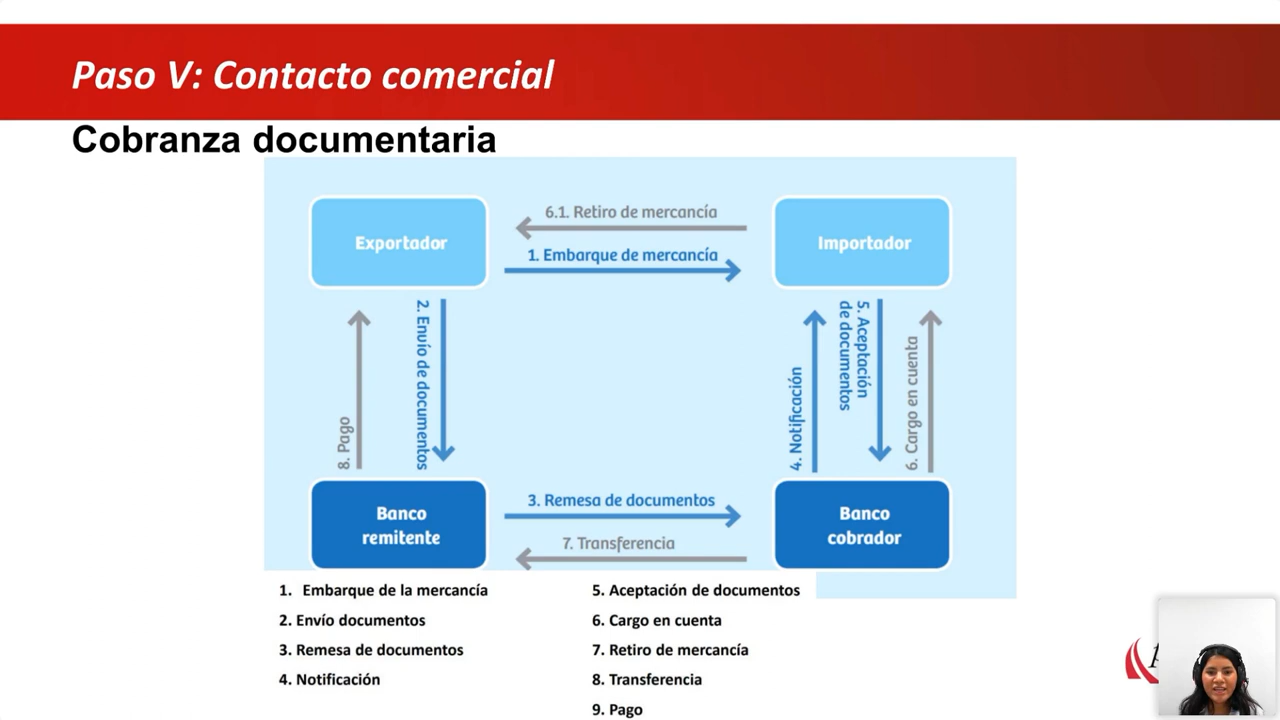 Paso V: Contacto comercial
Cobranza documentaria
Exportador
6.1. Retiro de mercancía
1. Embarque de mercancía
Importador
8. Pago
2. Envío de documentos
4. Notificación
5. Aceptación
de documentos
6. Cargo en cuenta
Banco
remitente
3. Remesa de documentos
7. Transferencia
Banco
cobrador
1. Embarque de la mercancía
2. Envío documentos
3. Remesa de documentos
4. Notificación
5. Aceptación de documentos
6. Cargo en cuenta
7. Retiro de mercancía
8. Transferencia
9. Pago